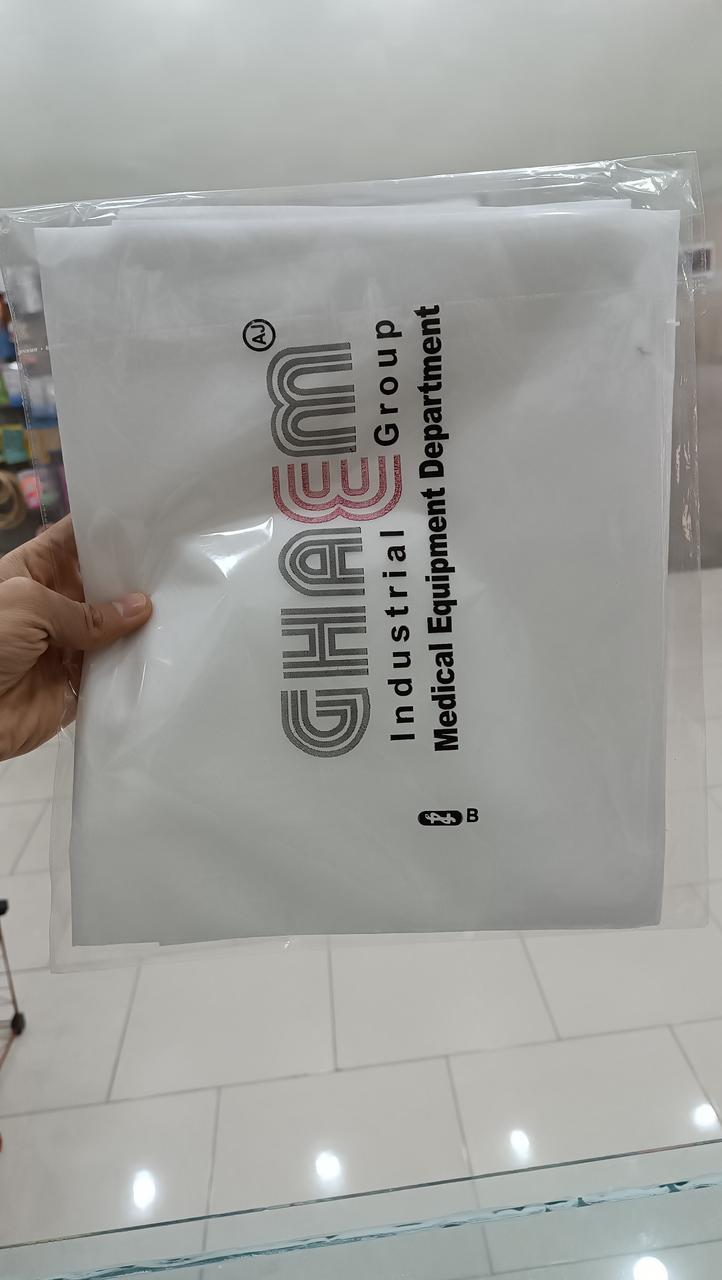 GHAEM
AJ
Industrial Group
Medical Equipment Department
B